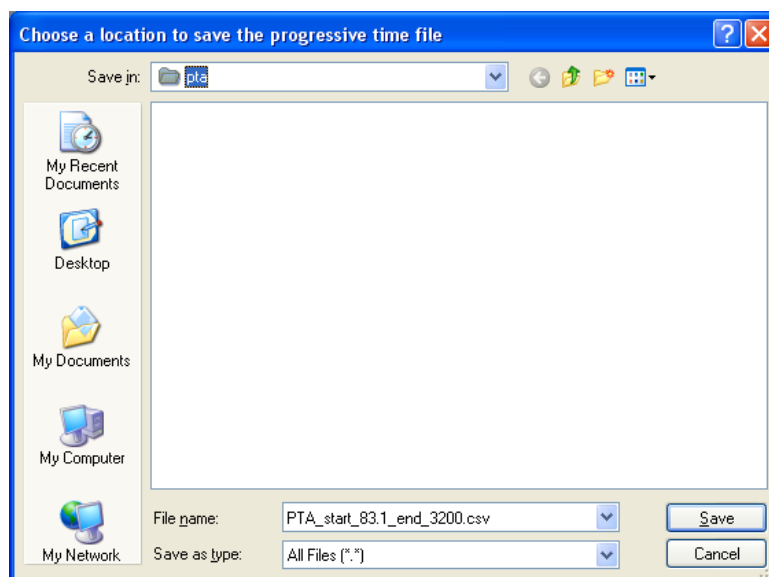 Choose a location to save the progressive time file
Save in:
pta
My Recent
Documents
Desktop
My Documents
My Computer
My Network
File name:
PTA_start_83.1_end_3200.csv
Save
Save as type:
All Files (*.*)
Cancel